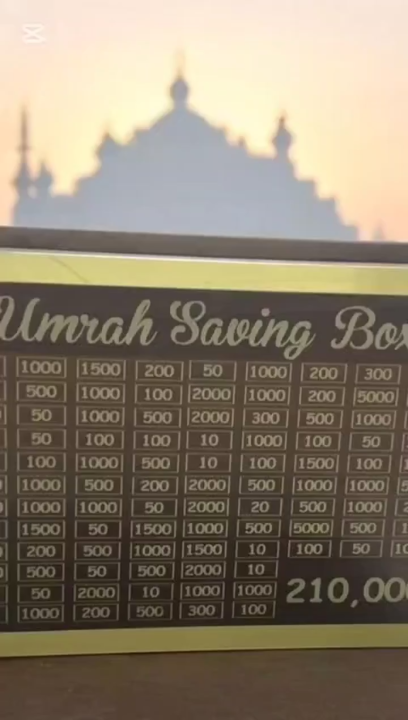 Umrah Saving Box
1000 1500 200 50 1000 200 300
500 1000 100 2000 1000 200 5000
50 1000 500 2000 300 500 1000
50 100 100 10 1000 100 50
100 1000 500 10 100 1500 100
1000 500 200 2000 500 1000 1000
1000 1000 50 2000 20 500 1000
1500 50 1500 1000 500 5000 500
200 500 1000 1500 10 100 50
500 50 500 2000 10
50 2000 10 1000 1000
210,00
1000 200 500 300 100